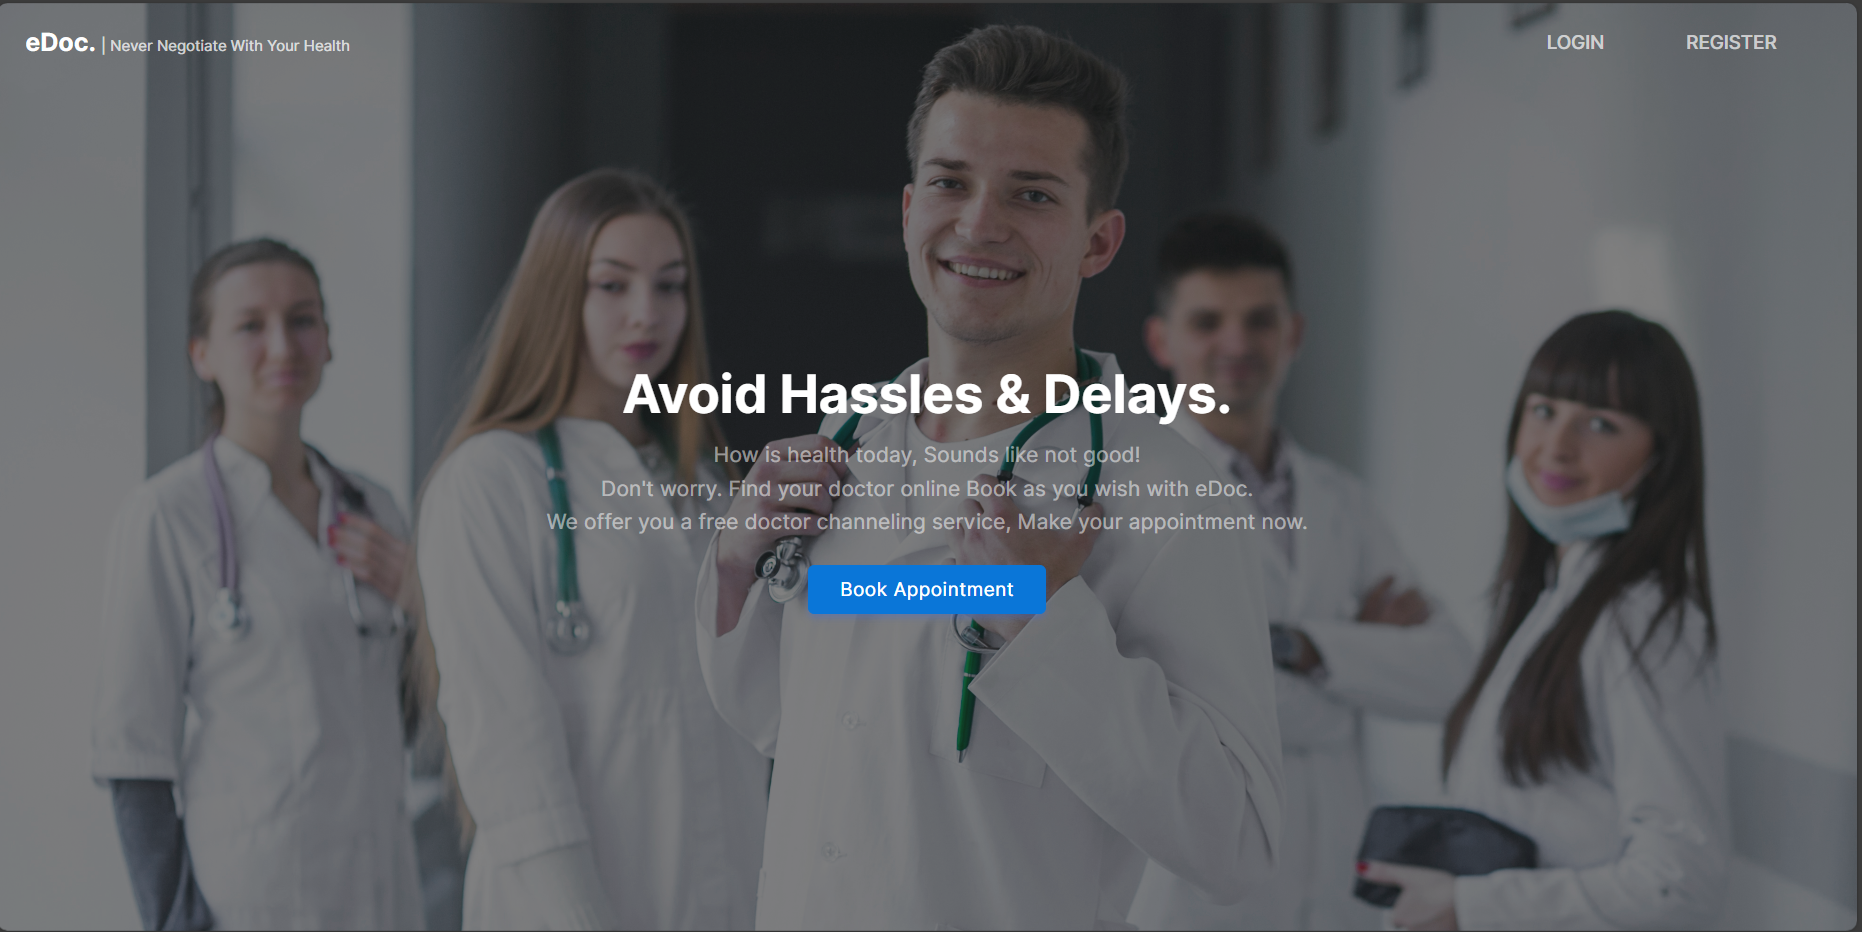 eDoc. | Never Negotiate With Your Health
LOGIN
REGISTER
Avoid Hassles & Delays.
How is health today, Sounds like not good!
Don't worry. Find your doctor online Book as you wish with eDoc.
We offer you a free doctor channeling service, Make your appointment now.
Book Appointment